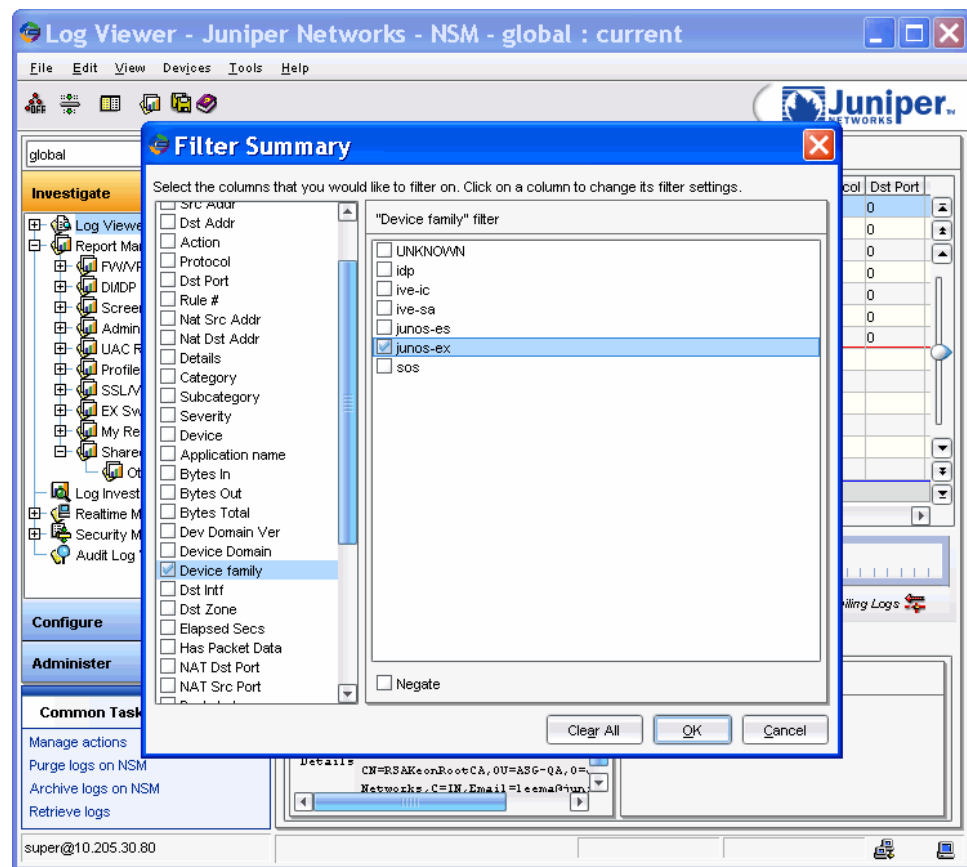 Log Viewer - Juniper Networks - NSM - global : current
File Edit View Devices Tools Help
Juniper
NETWORKS
global
Investigate
Log Viewe
Report Ma
FW/VF
DI/IDP
Screer
Admin
UAC R
Profile
SSL/V
EX Sw
My Re
Share
Ot
Log Invest
Realtime M
Security M
Audit Log
Configure
Administer
Common Task
Manage actions
Purge logs on NSM
Archive logs on NSM
Retrieve logs
super@10.205.30.80
Filter Summary
Select the columns that you would like to filter on. Click on a column to change its filter settings.
Src Addr
Dst Addr
Action
Protocol
Dst Port
Rule #
Nat Src Addr
Nat Dst Addr
Details
Category
Subcategory
Severity
Device
Application name
Bytes In
Bytes Out
Bytes Total
Dev Domain Ver
Device Domain
Device family
Dst Intf
Dst Zone
Elapsed Secs
Has Packet Data
NAT Dst Port
NAT Src Port
"Device family" filter
UNKNOWN
idp
ive-ic
ive-sa
junos-es
junos-ex
sos
Negate
Clear All OK Cancel
col Dst Port
0
0
0
0
0
0
0
iling Logs
Details
CN=RSAKeonRootCA,OU=ASG-QA,O=
Networks,C=IN,Email=leema@jun